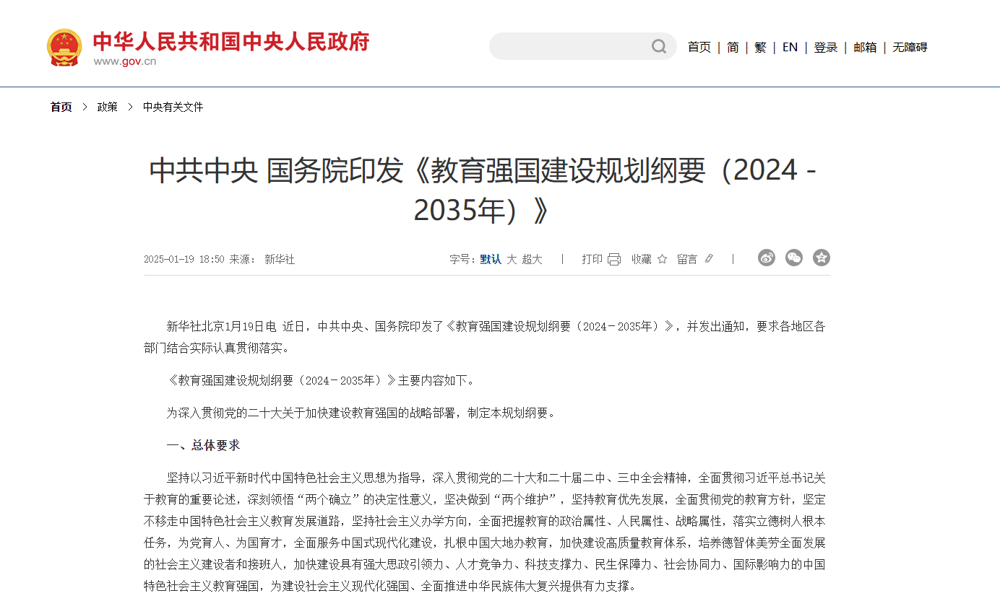 中华人民共和国中央人民政府
www.gov.cn
首页 | 简 | 繁 | EN | 登录 | 邮箱 | 无障碍
首页 > 政策 > 中央有关文件
中共中央 国务院印发《教育强国建设规划纲要（2024－
2035年）》
2025-01-19 18:50 来源： 新华社
字号：默认 大 超大 | 打印 收藏 留言 |
新华社北京1月19日电 近日，中共中央、国务院印发了《教育强国建设规划纲要（2024－2035年）》，并发出通知，要求各地区各
部门结合实际认真贯彻落实。
《教育强国建设规划纲要（2024－2035年）》主要内容如下。
为深入贯彻党的二十大关于加快建设教育强国的战略部署，制定本规划纲要。
一、总体要求
坚持以习近平新时代中国特色社会主义思想为指导，深入贯彻党的二十大和二十届二中、三中全会精神，全面贯彻习近平总书记关
于教育的重要论述，深刻领悟“两个确立”的决定性意义，坚决做到“两个维护”，坚持教育优先发展，全面贯彻党的教育方针，坚定
不移走中国特色社会主义教育发展道路，坚持社会主义办学方向，全面把握教育的政治属性、人民属性、战略属性，落实立德树人根本
任务，为党育人、为国育才，全面服务中国式现代化建设，扎根中国大地办教育，加快建设高质量教育体系，培养德智体美劳全面发展
的社会主义建设者和接班人，加快建设具有强大思政引领力、人才竞争力、科技支撑力、民生保障力、社会协同力、国际影响力的中国
特色社会主义教育强国，为建设社会主义现代化强国、全面推进中华民族伟大复兴提供有力支撑。